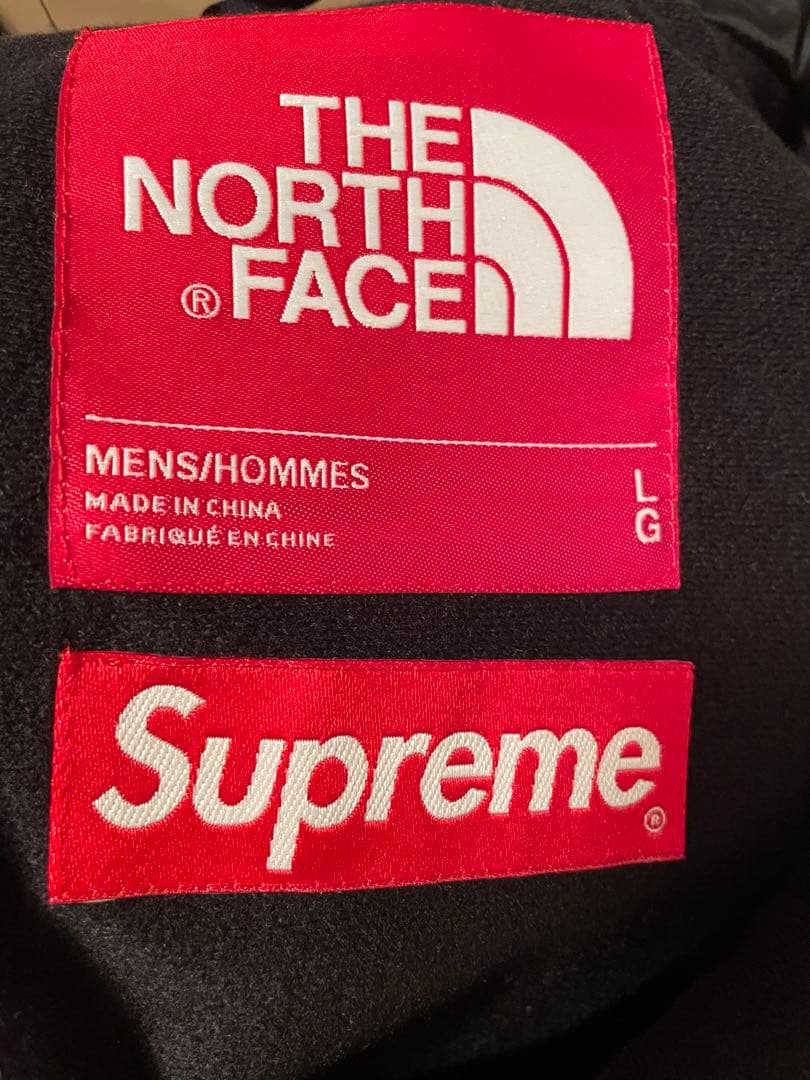 THE
NORTH
® FACE
MENS/HOMMES
MADE IN CHINA
FABRIQUÉ EN CHINE
L
G
Supreme®